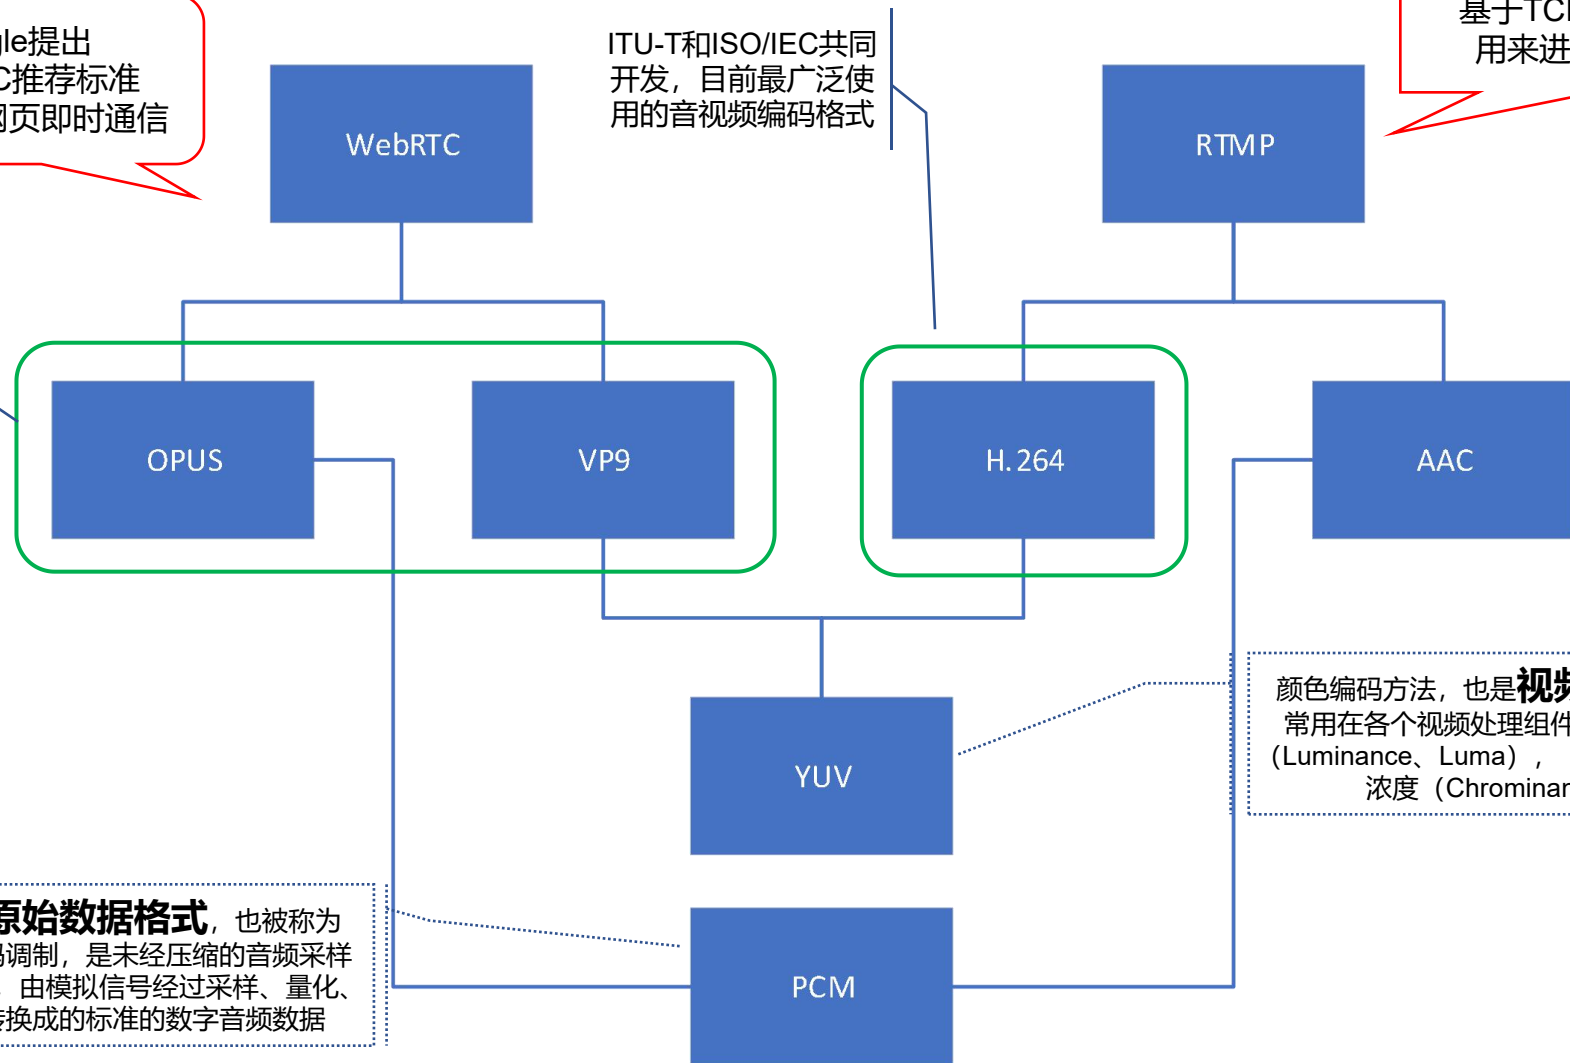 gle提出
C推荐标准
网页即时通信
ITU-T和ISO/IEC共同
开发，目前最广泛使
用的音视频编码格式
基于TCP
用来进
WebRTC
RTMP
OPUS
VP9
H.264
AAC
颜色编码方法，也是视频
常用在各个视频处理组件
（Luminance、Luma），
浓度（Chrominan
YUV
原始数据格式，也被称为
码调制，是未经压缩的音频采样
，由模拟信号经过采样、量化、
转换成的标准的数字音频数据
PCM